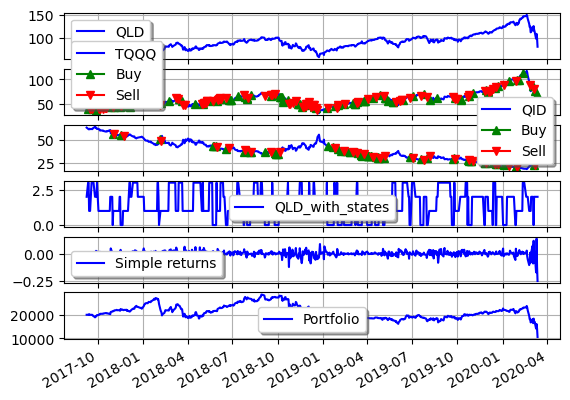 150
100
QLD
TQQQ
Buy
Sell
100
50
QID
Buy
Sell
50
25
2.5
0.0
QLD_with_states
0.00
−0.25
Simple returns
20000
10000
Portfolio
2017-10
2018-01
2018-04
2018-07
2018-10
2019-01
2019-04
2019-07
2019-10
2020-01
2020-04